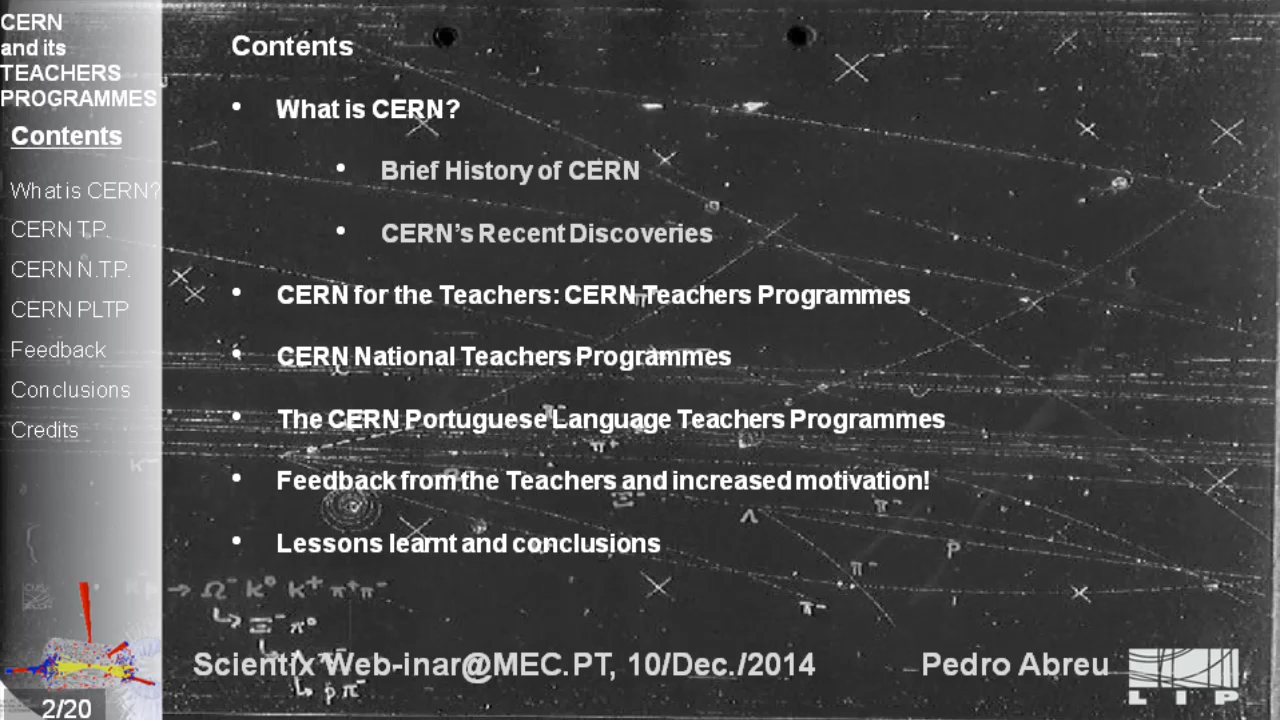 CERN
and its
TEACHERS
PROGRAMMES
Contents
What is CERN?
CERN T.P.
CERN N.T.P.
CERN PLTP
Feedback
Conclusions
Credits
2/20
Contents
• What is CERN?
• Brief History of CERN
• CERN’s Recent Discoveries
• CERN for the Teachers: CERN Teachers Programmes
• CERN National Teachers Programmes
• The CERN Portuguese Language Teachers Programmes
• Feedback from the Teachers and increased motivation!
• Lessons learnt and conclusions
π⁺
Ξ⁻
Λ
π⁻
P
π⁻
π⁻
→ Ω⁻ K⁰ K⁺ π⁺π⁻
↳ Ξ⁻ π⁰
↳ p π⁻
Scientix Web-inar@MEC.PT, 10/Dec./2014
Pedro Abreu
LIP